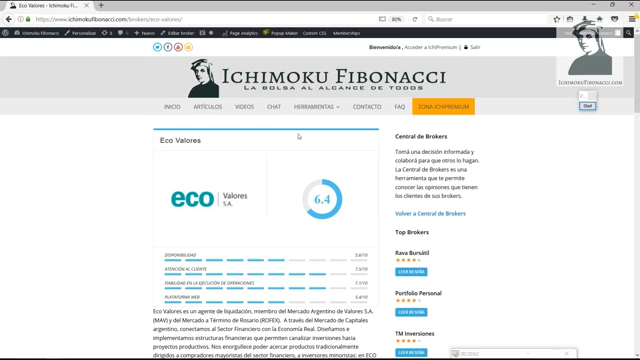 Eco Valores - Ichimoku Fi...
https://www.ichimokufibonacci.com/brokers/eco-valores/
80%
Buscar
Ichimoku Fibonacci
Personalizar
Nuevo
Editar broker
Page Analytics
Popup Maker
Custom CSS
MemberMops
Bienvenido/a, Acceder a IchiPremium
Salir
ICHIMOKU FIBONACCI
LA BOLSA AL ALCANCE DE TODOS
ICHIMOKUFIBONACCI.COM
Start
INICIO
ARTÍCULOS
VIDEOS
CHAT
HERRAMIENTAS
CONTACTO
FAQ
ZONA ICHIPREMIUM
Eco Valores
eco Valores S.A.
6.4
DISPONIBILIDAD 5.6/10
ATENCIÓN AL CLIENTE 7.5/10
FIABILIDAD EN LA EJECUCIÓN DE OPERACIONES 7.1/10
PLATAFORMA WEB 5.4/10
Eco Valores es un agente de liquidación, miembro del Mercado Argentino de Valores S.A.
(MAV) y del Mercado a Término de Rosario (ROFEX). A través del Mercado de Capitales
argentino, conectamos al Sector Financiero con la Economía Real. Diseñamos e
implementamos estructuras financieras que permiten canalizar inversiones hacia
proyectos productivos. Nos enorgullece poder acercar productos tradicionalmente
dirigidos a compradores mayoristas del sector financiero, a inversores minoristas: en ECO
Central de Brokers
Tomá una decisión informada y
colaborá para que otros lo hagan.
La Central de Brokers es una
herramienta que te permite
conocer las opiniones que tienen
los clientes de sus brokers.
Volver a Central de Brokers
Top Brokers
Rava Bursátil
LEER RESEÑA
Portfolio Personal
LEER RESEÑA
TM Inversiones